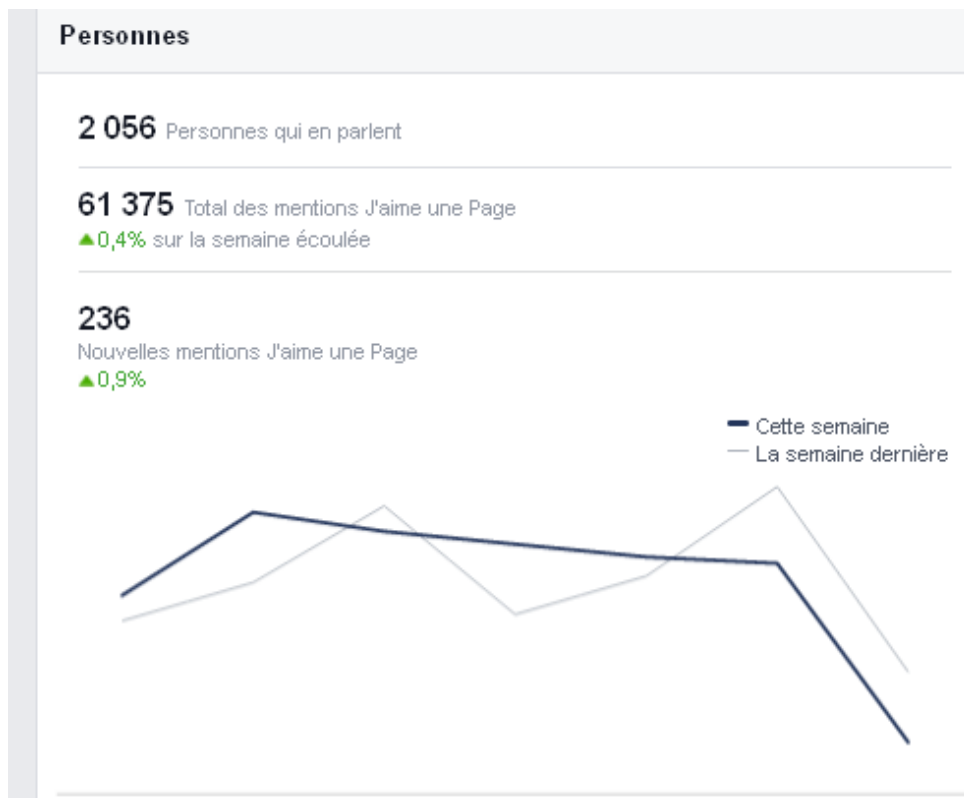 Personnes
2 056 Personnes qui en parlent
61 375 Total des mentions J'aime une Page
▲0,4% sur la semaine écoulée
236
Nouvelles mentions J'aime une Page
▲0,9%
Cette semaine
La semaine dernière